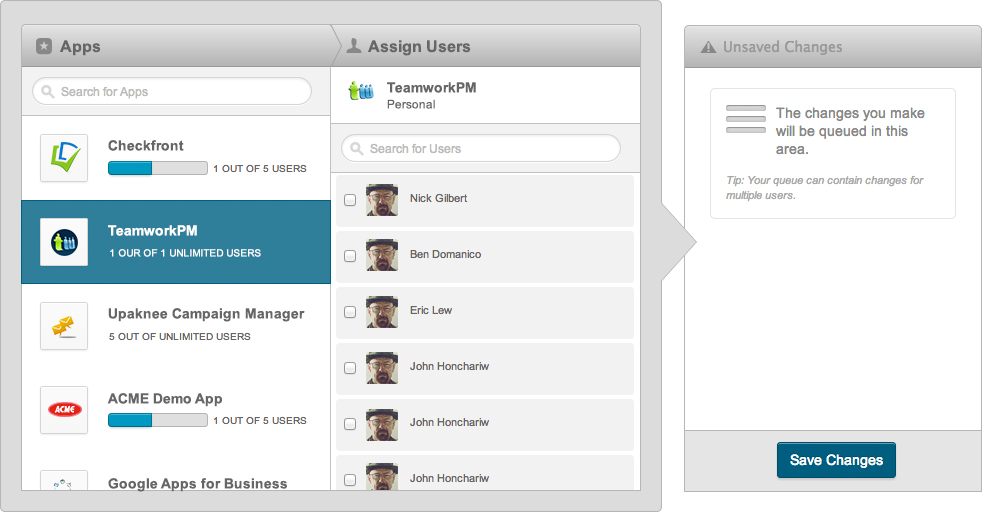 Apps
Search for Apps
Checkfront
1 OUT OF 5 USERS
TeamworkPM
1 OUR OF 1 UNLIMITED USERS
Upaknee Campaign Manager
5 OUT OF UNLIMITED USERS
ACME
ACME Demo App
1 OUT OF 5 USERS
Google Apps for Business
Assign Users
TeamworkPM
Personal
Search for Users
Nick Gilbert
Ben Domanico
Eric Lew
John Honchariw
John Honchariw
John Honchariw
Unsaved Changes
The changes you make
will be queued in this
area.
Tip: Your queue can contain changes for
multiple users.
Save Changes